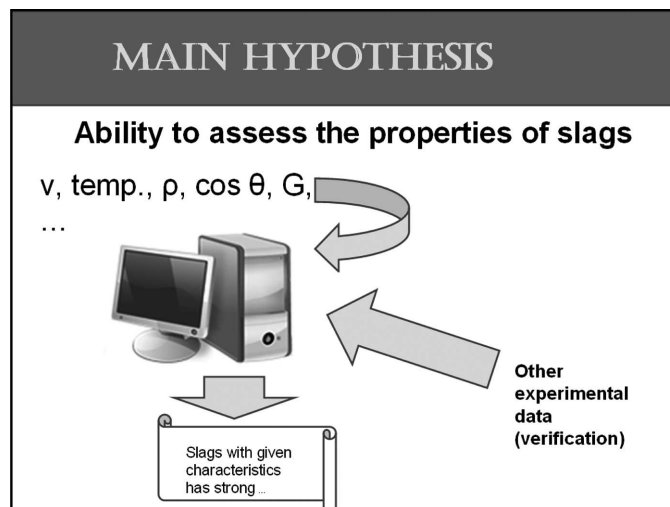 MAIN HYPOTHESIS
Ability to assess the properties of slags
v, temp., ρ, cos θ, G,
...
Other
experimental
data
(verification)
Slags with given
characteristics
has strong ...